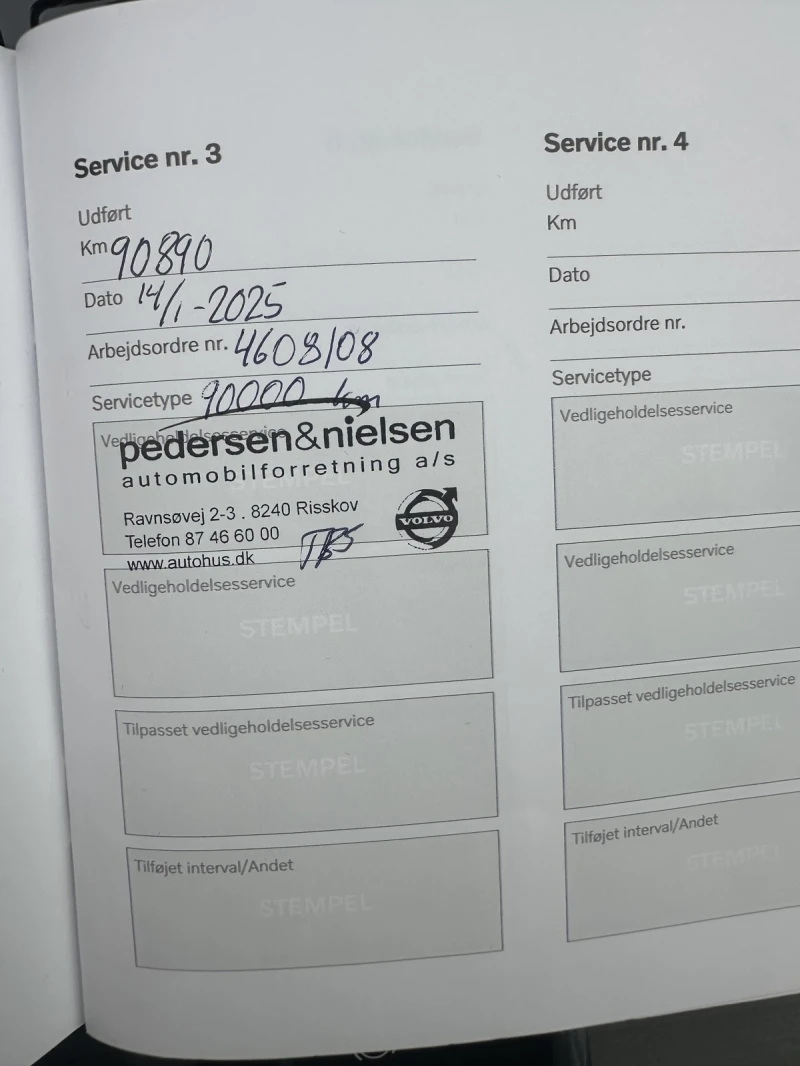 Service nr. 3
Udført
Km 90890
Dato 14/1-2025
Arbejdsordre nr. 4608108
Servicetype 90000 km
Vedligeholdelsesservice
pedersen&nielsen
automobilforretning a/s
STEMPEL
Ravnsøvej 2-3 . 8240 Risskov
Telefon 87 46 60 00
www.autohus.dk
VOLVO
Vedligeholdelsesservice
STEMPEL
Tilpasset vedligeholdelsesservice
STEMPEL
Tilføjet interval/Andet
STEMPEL
Service nr. 4
Udført
Km
Dato
Arbejdsordre nr.
Servicetype
Vedligeholdelsesservice
STEMPEL
Vedligeholdelsesservice
STEMPEL
Tilpasset vedligeholdelsesservice
STEMPEL
Tilføjet interval/Andet
STEMPEL